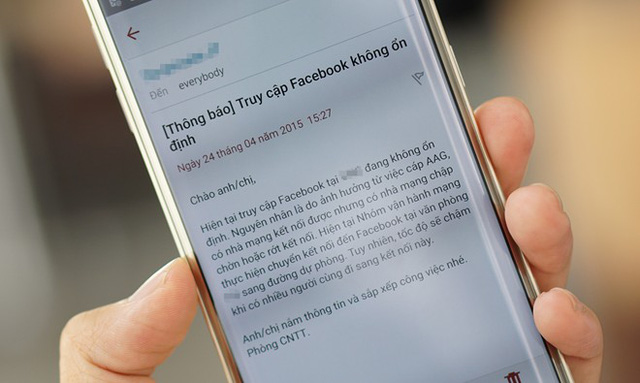 Đến everybody
[Thông báo] Truy cập Facebook không ổn
định
Ngày 24 tháng 04 năm 2015 15:27
Chào anh/chị,
Hiện tại truy cập Facebook tại đang không ổn
định. Nguyên nhân là do ảnh hưởng từ việc cáp AAG,
có nhà mạng kết nối được nhưng có nhà mạng chập
chờn hoặc rớt kết nối. Hiện tại Nhóm vận hành mạng
thực hiện chuyển kết nối đến Facebook tại văn phòng
sang đường dự phòng. Tuy nhiên, tốc độ sẽ chậm
khi có nhiều người cùng đi sang kết nối này.
Anh/chị nắm thông tin và sắp xếp công việc nhé.
Phòng CNTT.